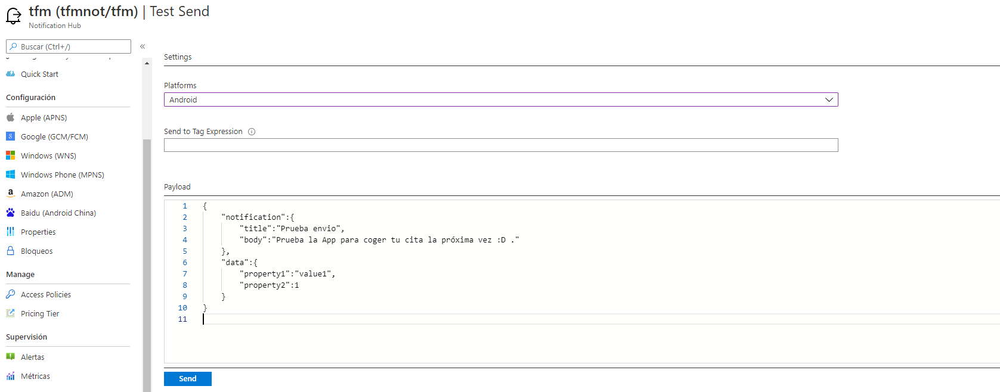 tfm (tfmnot/tfm) | Test Send
Notification Hub
Buscar (Ctrl+/)
«
Quick Start
Configuración
Apple (APNS)
Google (GCM/FCM)
Windows (WNS)
Windows Phone (MPNS)
Amazon (ADM)
Baidu (Android China)
Properties
Bloqueos
Manage
Access Policies
Pricing Tier
Supervisión
Alertas
Métricas
Settings
Platforms
Android
Send to Tag Expression
Payload
1 {
2 "notification":{
3 "title":"Prueba envio",
4 "body":"Prueba la App para coger tu cita la próxima vez :D ."
5 },
6 "data":{
7 "property1":"value1",
8 "property2":1
9 }
10 }
11
Send